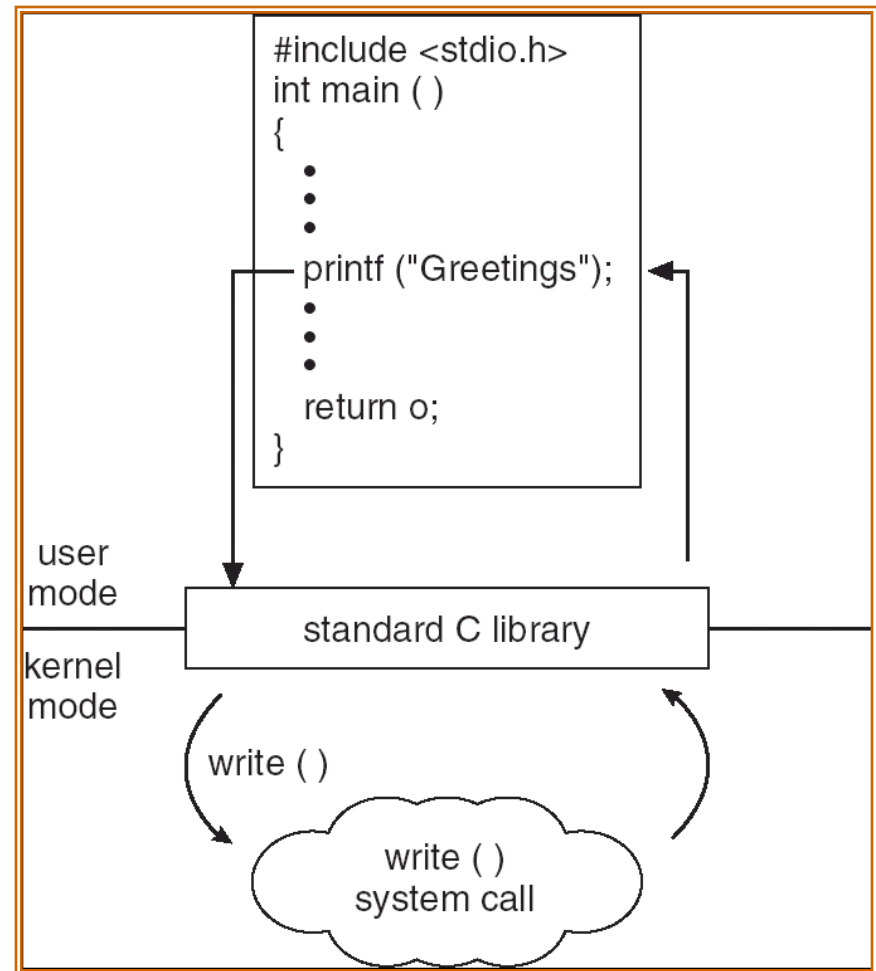 #include <stdio.h>
int main ( )
{
•
•
•
printf ("Greetings");
•
•
•
return o;
}
user
mode
standard C library
kernel
mode
write ( )
write ( )
system call